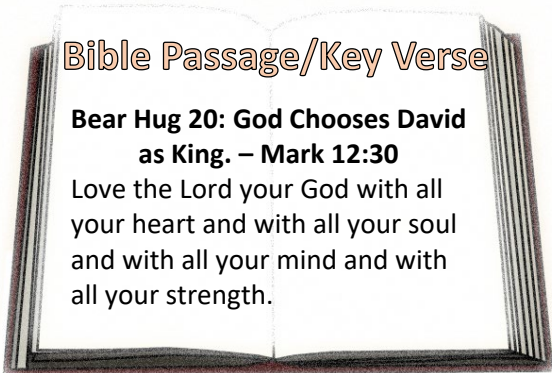 Bible Passage/Key Verse
Bear Hug 20: God Chooses David
as King. – Mark 12:30
Love the Lord your God with all
your heart and with all your soul
and with all your mind and with
all your strength.